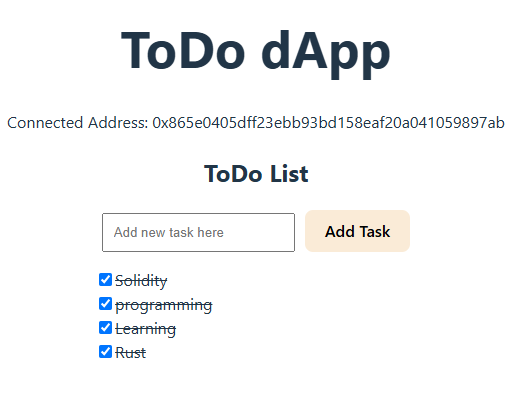 ToDo dApp
Connected Address: 0x865e0405dff23ebb93bd158eaf20a041059897ab
ToDo List
Add new task here
Add Task
Solidity
programming
Learning
Rust